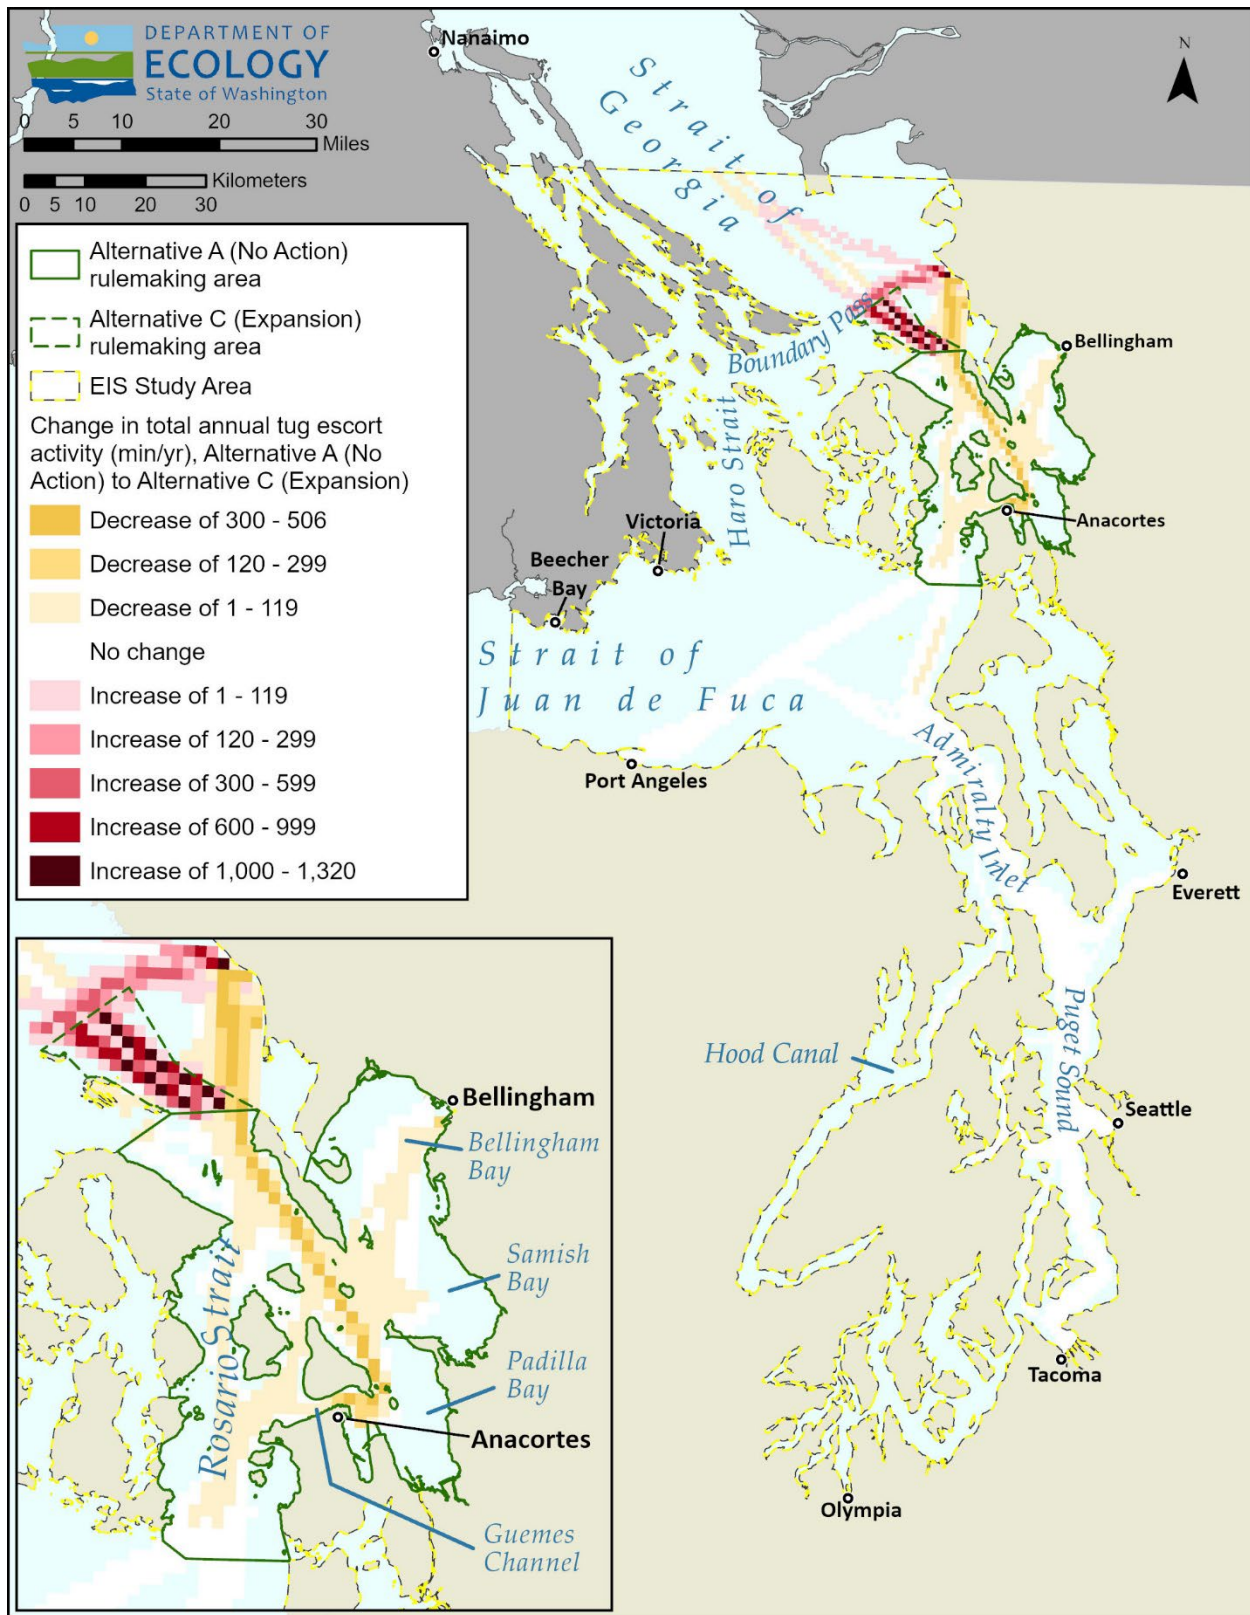 DEPARTMENT OF
ECOLOGY
State of Washington
0 5 10 20 30
Miles
Kilometers
0 5 10 20 30
Alternative A (No Action)
rulemaking area
Alternative C (Expansion)
rulemaking area
EIS Study Area
Change in total annual tug escort
activity (min/yr), Alternative A (No
Action) to Alternative C (Expansion)
Decrease of 300 - 506
Decrease of 120 - 299
Decrease of 1 - 119
No change
Increase of 1 - 119
Increase of 120 - 299
Increase of 300 - 599
Increase of 600 - 999
Increase of 1,000 - 1,320
N
Nanaimo
Strait of
Georgia
Boundary Pass
Bellingham
Haro Strait
Anacortes
Victoria
Beecher
Bay
Strait of
Juan de Fuca
Port Angeles
Admiralty Inlet
Everett
Puget Sound
Hood Canal
Seattle
Tacoma
Olympia
Bellingham
Bellingham
Bay
Samish
Bay
Rosario Strait
Padilla
Bay
Anacortes
Guemes
Channel